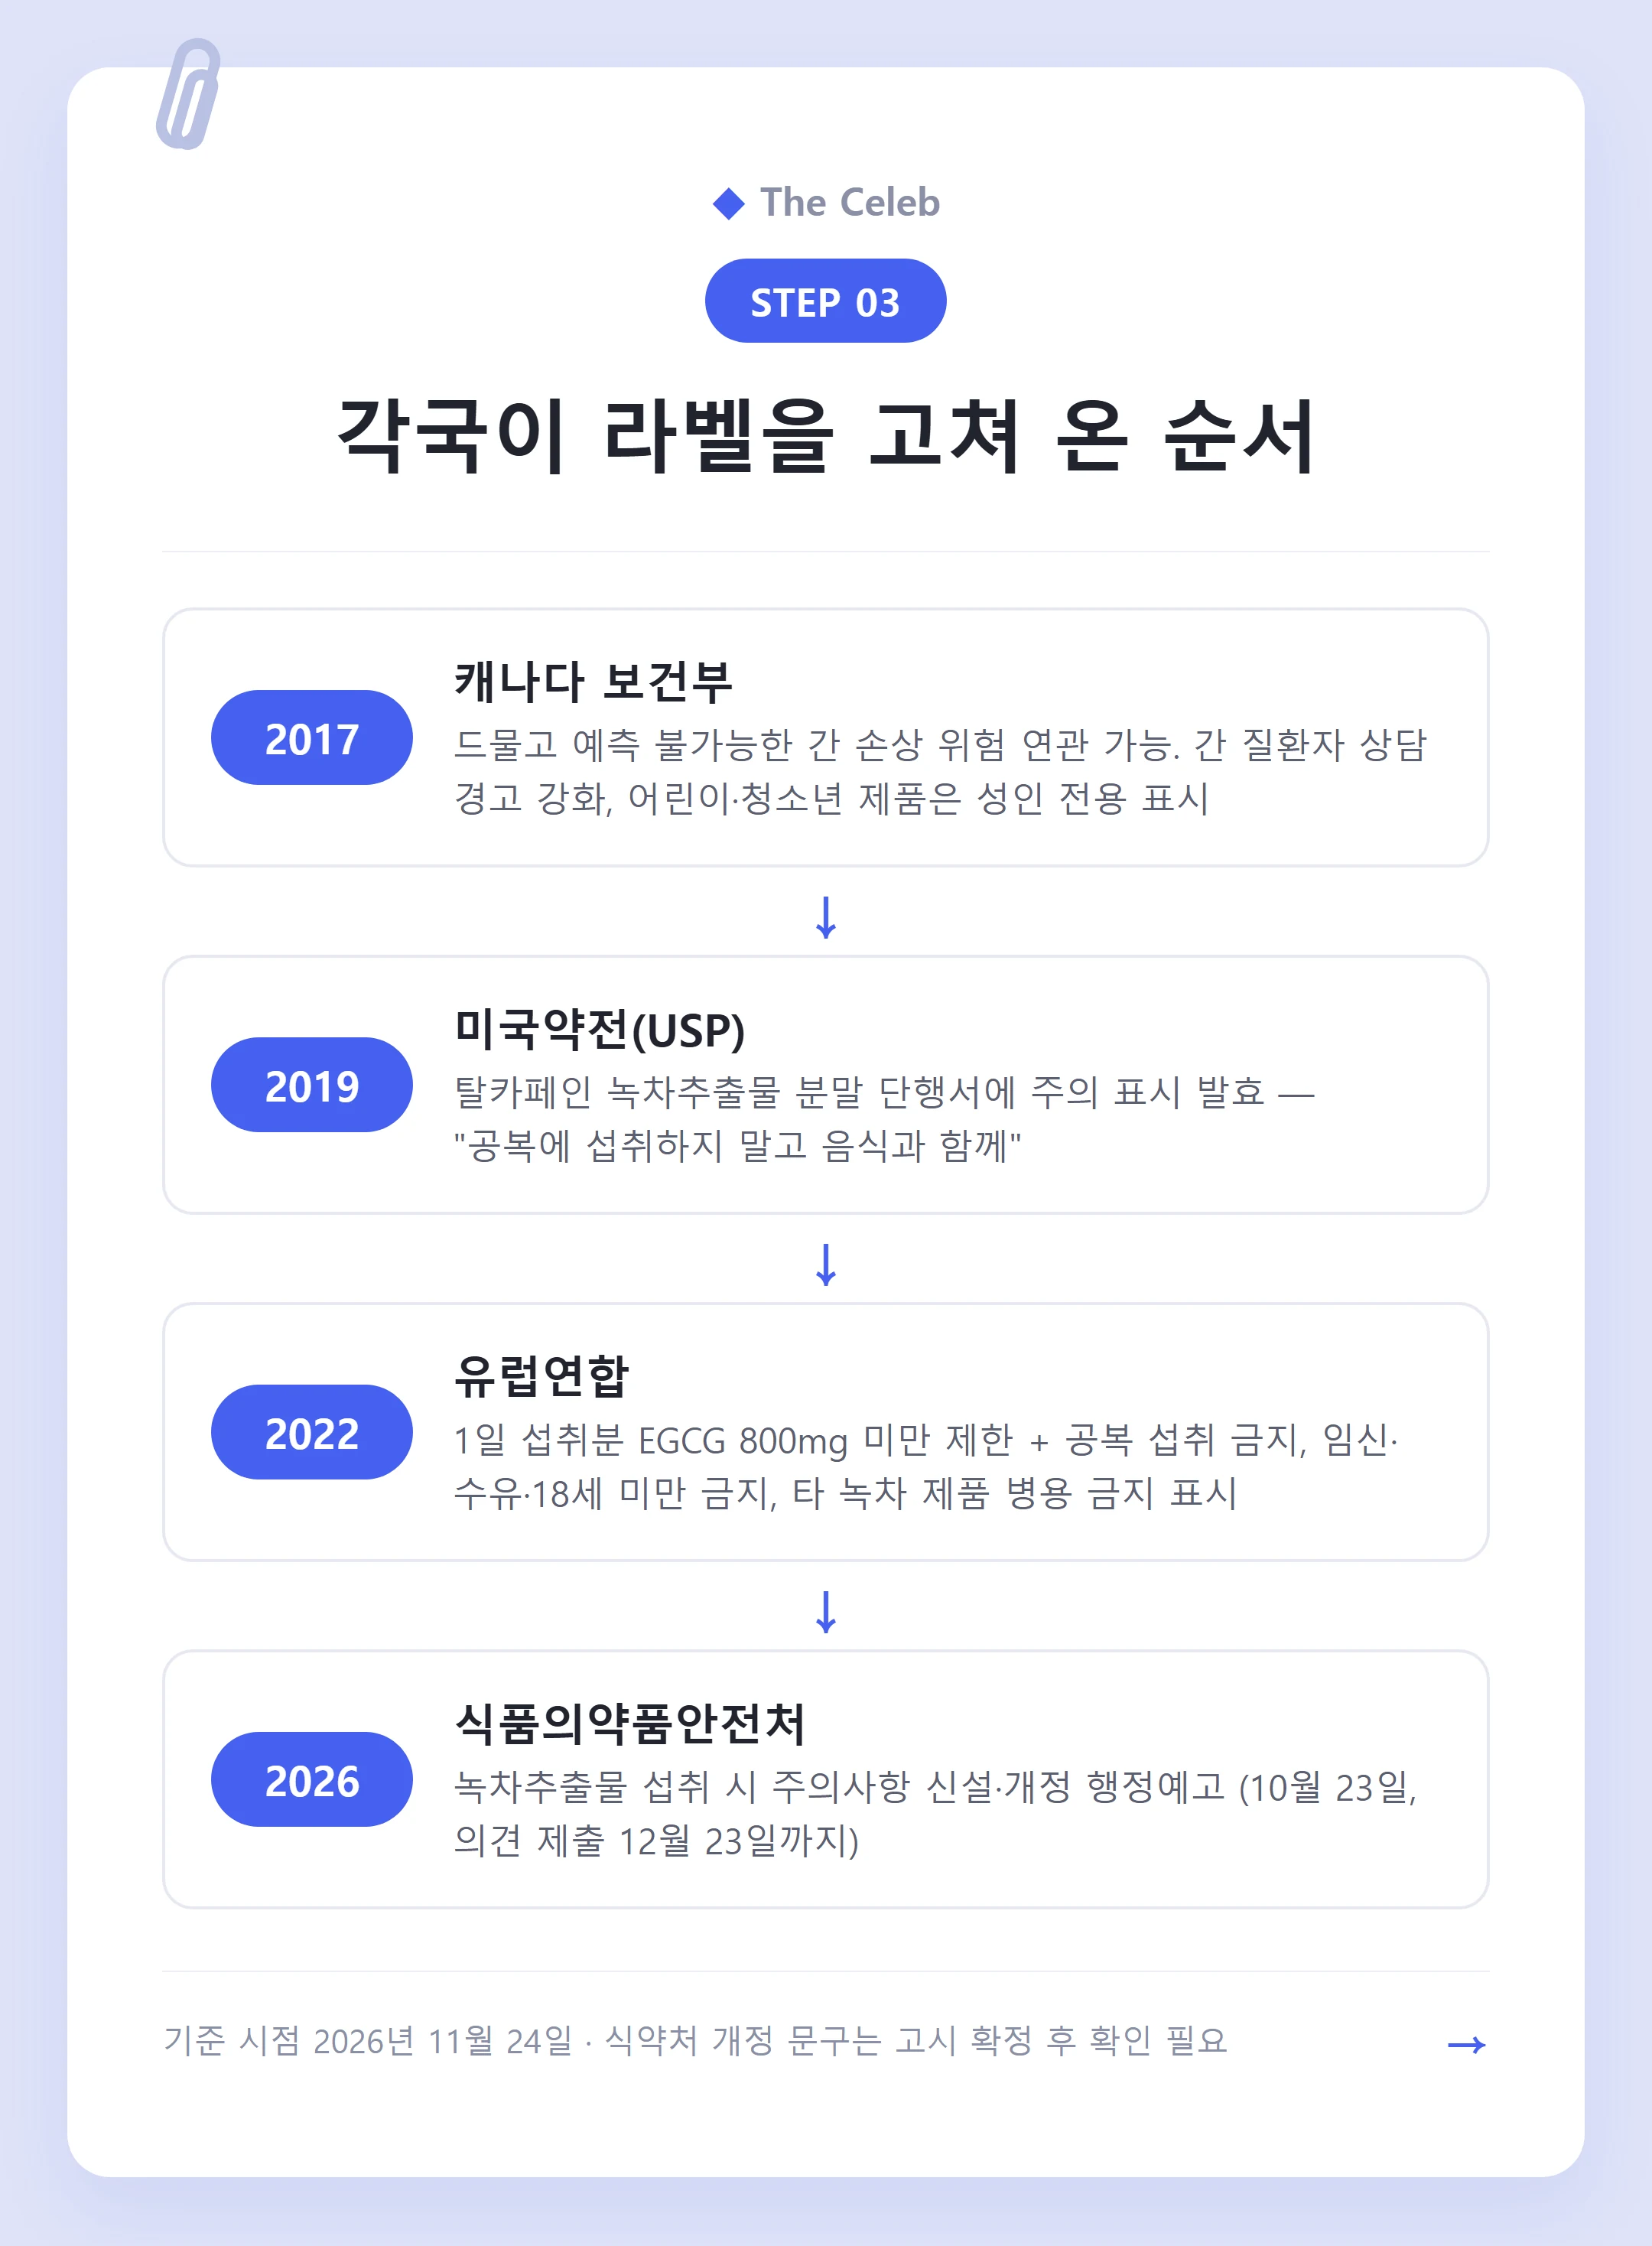 ◆ The Celeb
STEP 03
각국이 라벨을 고쳐 온 순서
2017
캐나다 보건부
드물고 예측 불가능한 간 손상 위험 연관 가능. 간 질환자 상담
경고 강화, 어린이·청소년 제품은 성인 전용 표시
↓
2019
미국약전(USP)
탈카페인 녹차추출물 분말 단행서에 주의 표시 발효 —
"공복에 섭취하지 말고 음식과 함께"
↓
2022
유럽연합
1일 섭취분 EGCG 800mg 미만 제한 + 공복 섭취 금지, 임신·
수유·18세 미만 금지, 타 녹차 제품 병용 금지 표시
↓
2026
식품의약품안전처
녹차추출물 섭취 시 주의사항 신설·개정 행정예고 (10월 23일,
의견 제출 12월 23일까지)
기준 시점 2026년 11월 24일 · 식약처 개정 문구는 고시 확정 후 확인 필요 →